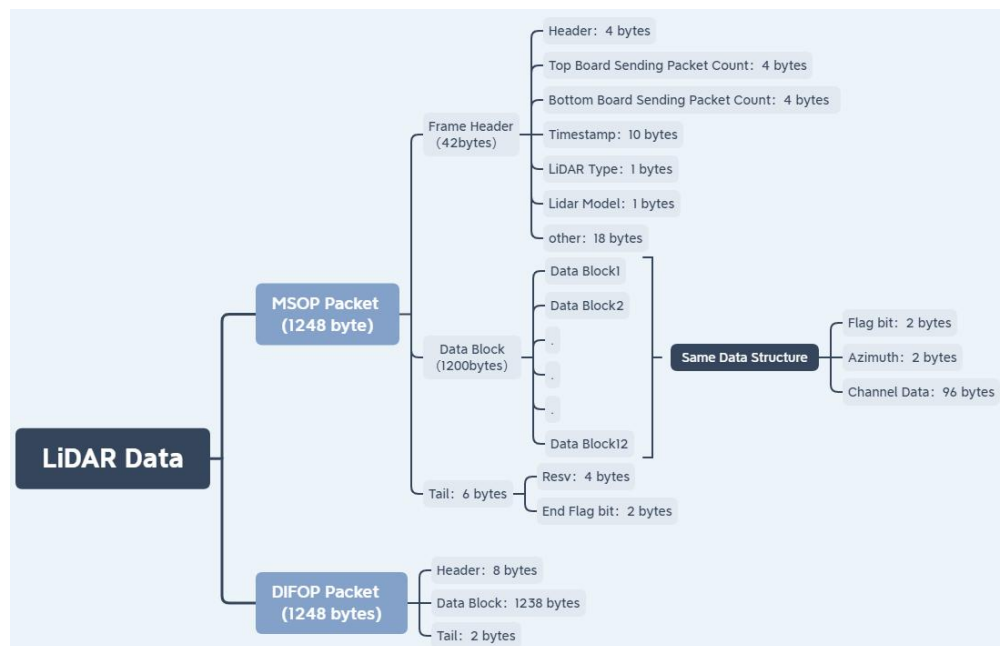 LiDAR Data
MSOP Packet
(1248 byte)
Frame Header
(42bytes)
Header: 4 bytes
Top Board Sending Packet Count: 4 bytes
Bottom Board Sending Packet Count: 4 bytes
Timestamp: 10 bytes
LiDAR Type: 1 bytes
Lidar Model: 1 bytes
other: 18 bytes
Data Block
(1200bytes)
Data Block1
Data Block2
.
.
.
Data Block12
Same Data Structure
Flag bit: 2 bytes
Azimuth: 2 bytes
Channel Data: 96 bytes
Tail: 6 bytes
Resv: 4 bytes
End Flag bit: 2 bytes
DIFOP Packet
(1248 bytes)
Header: 8 bytes
Data Block: 1238 bytes
Tail: 2 bytes